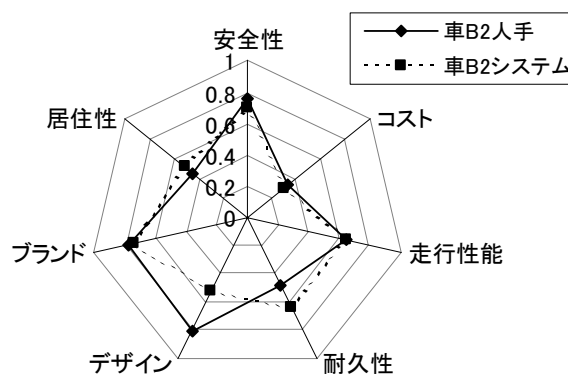 車B2人手
車B2システム
安全性
コスト
走行性能
耐久性
デザイン
ブランド
居住性
1
0.8
0.6
0.4
0.2
0